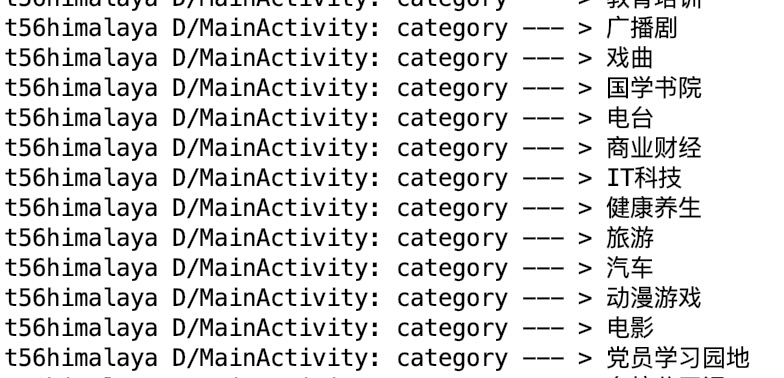 t56himalaya D/MainActivity: category --- > 教育培训
t56himalaya D/MainActivity: category --- > 广播剧
t56himalaya D/MainActivity: category --- > 戏曲
t56himalaya D/MainActivity: category --- > 国学书院
t56himalaya D/MainActivity: category --- > 电台
t56himalaya D/MainActivity: category --- > 商业财经
t56himalaya D/MainActivity: category --- > IT科技
t56himalaya D/MainActivity: category --- > 健康养生
t56himalaya D/MainActivity: category --- > 旅游
t56himalaya D/MainActivity: category --- > 汽车
t56himalaya D/MainActivity: category --- > 动漫游戏
t56himalaya D/MainActivity: category --- > 电影
t56himalaya D/MainActivity: category --- > 党员学习园地